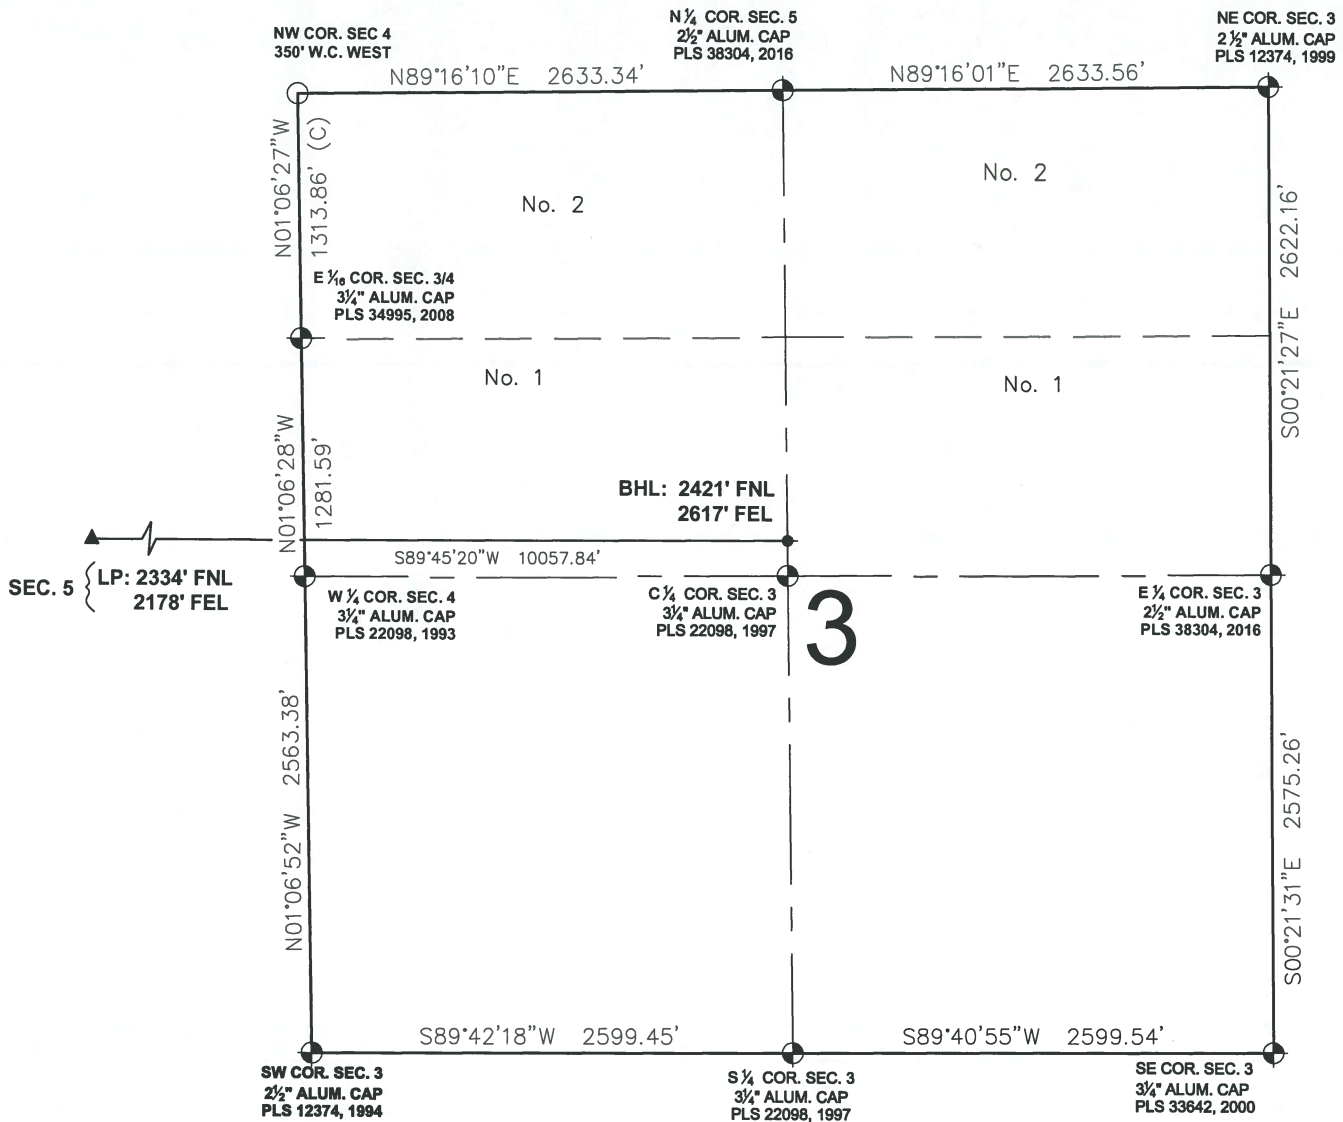 NW COR. SEC 4
350' W.C. WEST
N ¼ COR. SEC. 5
2½" ALUM. CAP
PLS 38304, 2016
NE COR. SEC. 3
2 ½" ALUM. CAP
PLS 12374, 1999
N89°16'10"E 2633.34'
N89°16'01"E 2633.56'
N01°06'27"W
1313.86' (C)
No. 2
No. 2
S00°21'27"E 2622.16'
E ⅟₁₆ COR. SEC. 3/4
3¼" ALUM. CAP
PLS 34995, 2008
No. 1
No. 1
N01°06'28"W
1281.59'
BHL: 2421' FNL
2617' FEL
S89°45'20"W 10057.84'
SEC. 5 { LP: 2334' FNL
2178' FEL
W ¼ COR. SEC. 4
3¼" ALUM. CAP
PLS 22098, 1993
C ¼ COR. SEC. 3
3¼" ALUM. CAP
PLS 22098, 1997
3
E ¼ COR. SEC. 3
2½" ALUM. CAP
PLS 38304, 2016
N01°06'52"W 2563.38'
S00°21'31"E 2575.26'
S89°42'18"W 2599.45'
S89°40'55"W 2599.54'
SW COR. SEC. 3
2½" ALUM. CAP
PLS 12374, 1994
S ¼ COR. SEC. 3
3¼" ALUM. CAP
PLS 22098, 1997
SE COR. SEC. 3
3¼" ALUM. CAP
PLS 33642, 2000